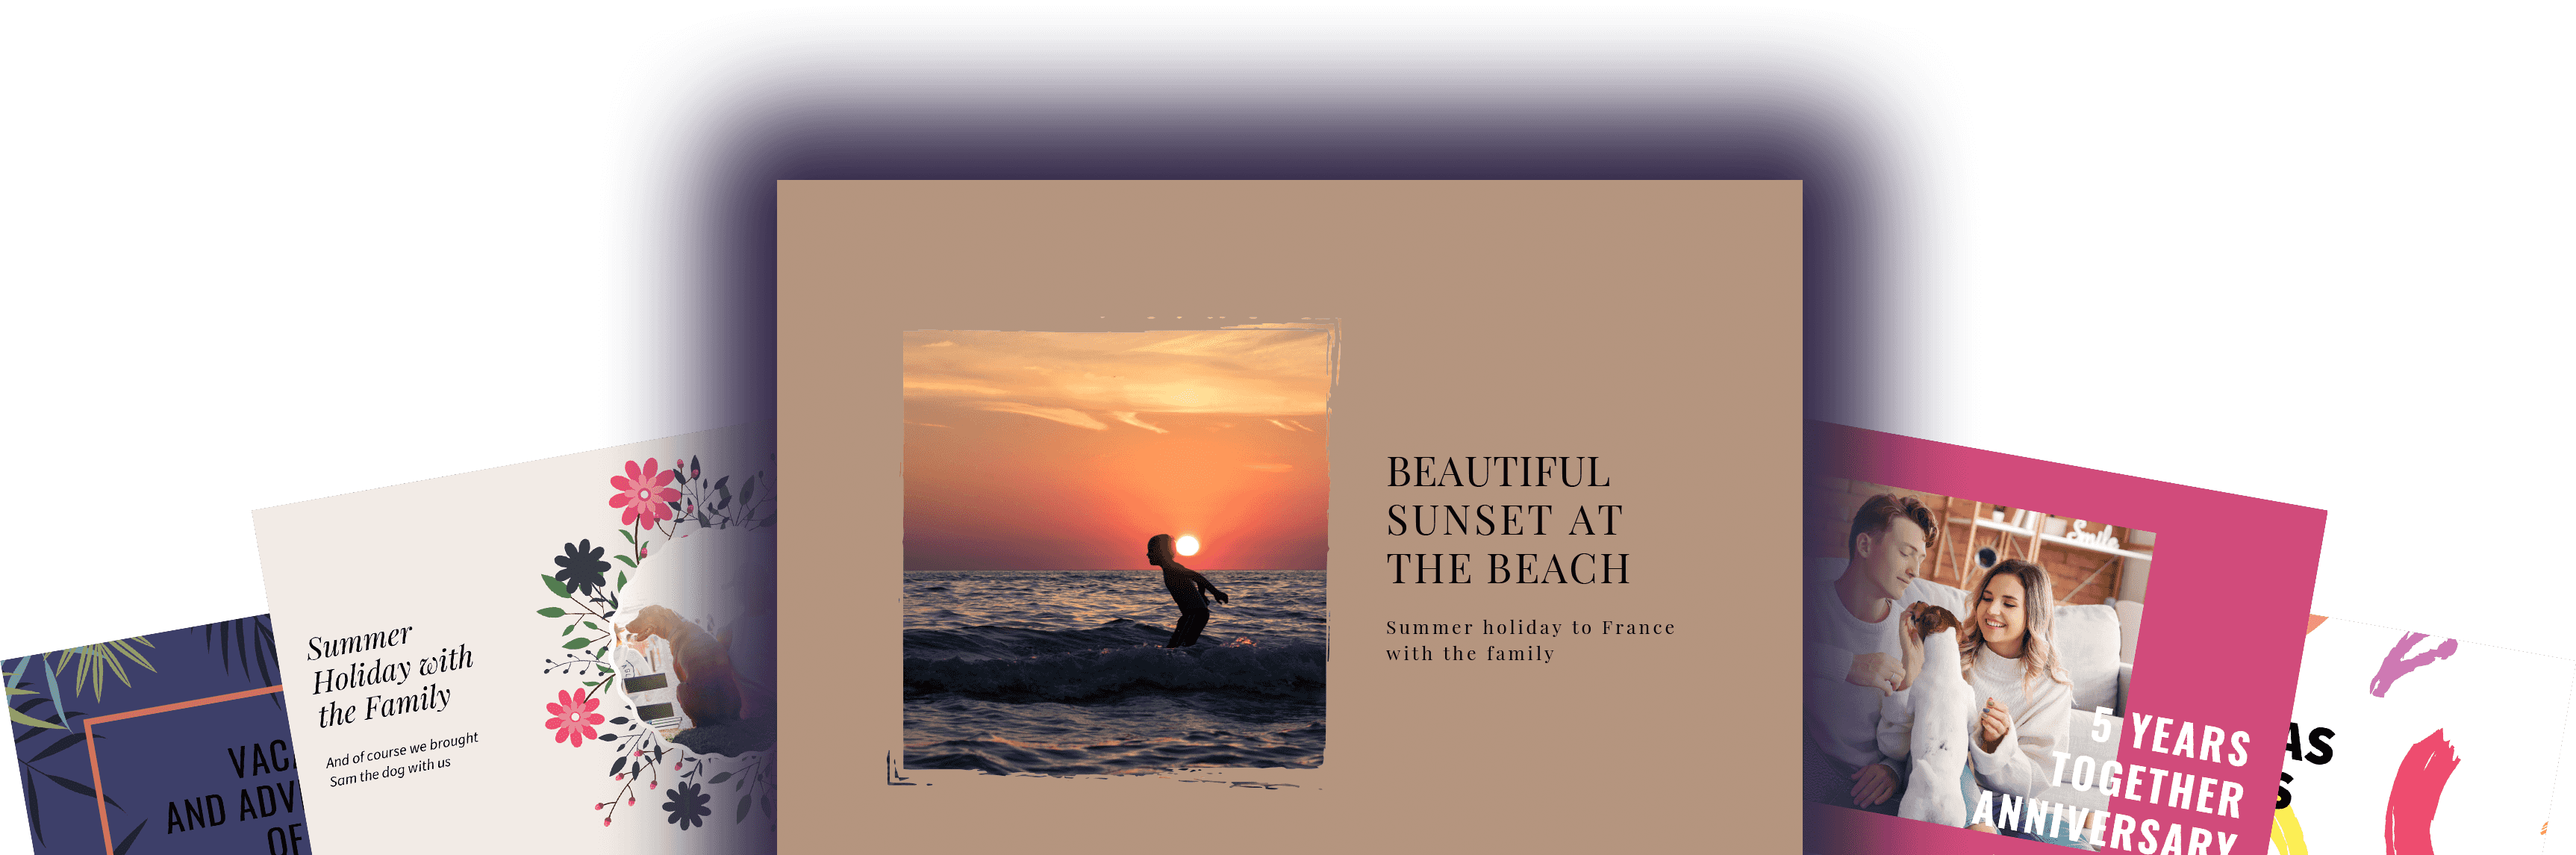 VAC
AND ADV
OF
Summer
Holiday with
the Family
And of course we brought
Sam the dog with us
BEAUTIFUL
SUNSET AT
THE BEACH
Summer holiday to France
with the family
Smile
5 YEARS
TOGETHER
ANNIVERSARY
AS
S